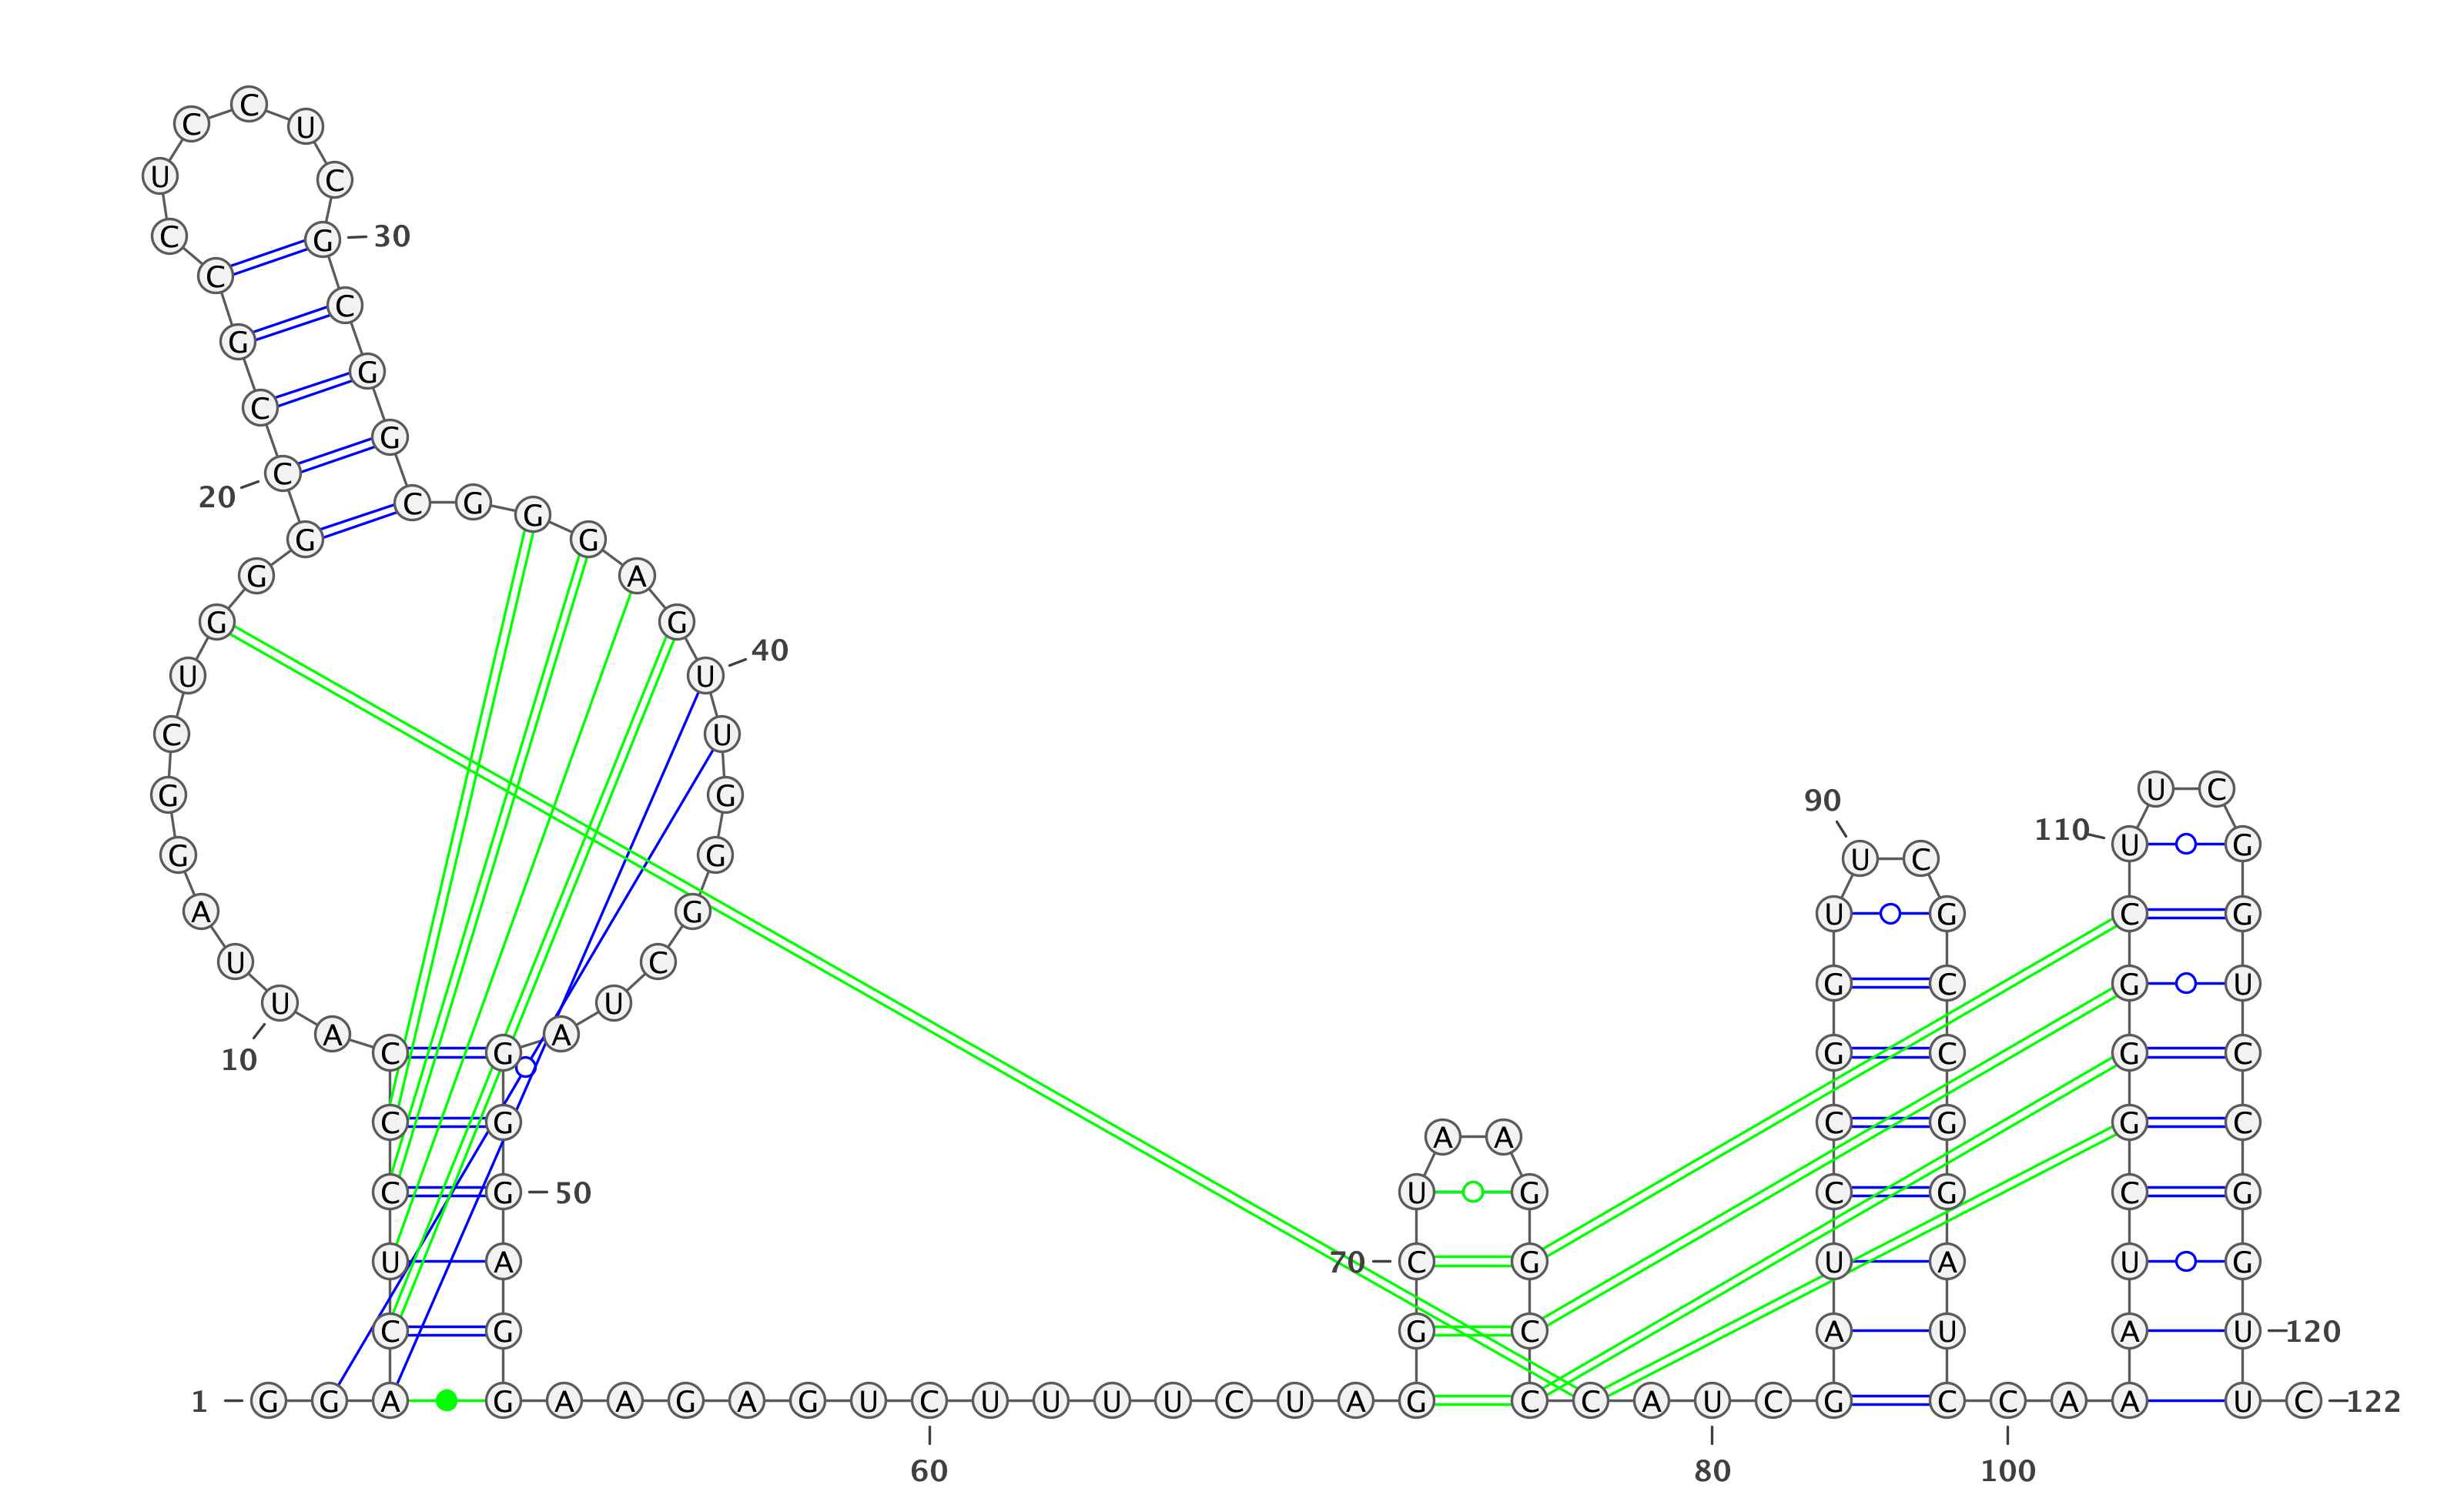 C
C U
U C
C G 30
C
C
G
G
C
G
C
20 C G G
G G
G A
G G
40
U U
C U
U C
G G
90
110 U G
G G U C
A G U G C G
U C
G C G U
U U
A A
C G G C G C
10
C G C G G C
A A
C G 50 U G C G C G
U A 70 C G U A U G
C G G C A U A U 120
1 G G A G A A G A G U C U U U U C U A G C C A U C G C C A A U C 122
60 80 100